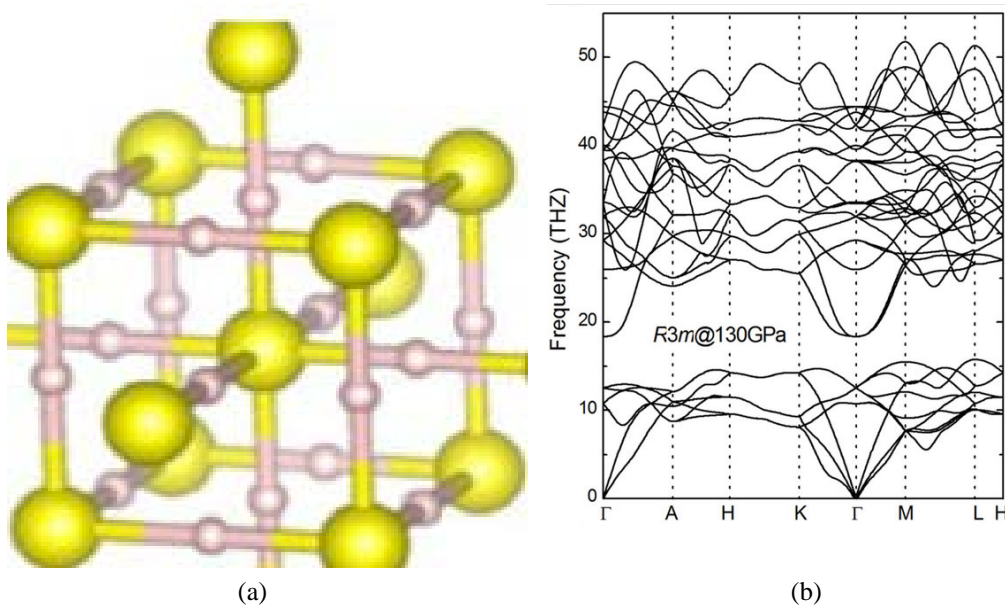 50
40
30
20
10
0
Frequency (THZ)
R3m@130GPa
Γ A H K Γ M L H
(a) (b)